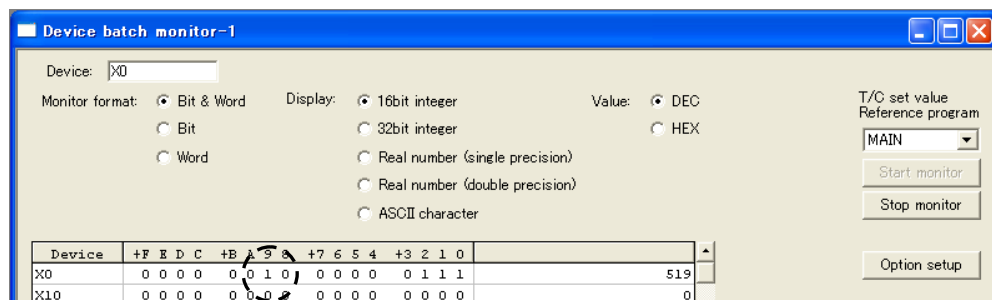 Device batch monitor-1
Device: X0
Monitor format: Bit & Word Display: 16bit integer Value: DEC T/C set value
Bit 32bit integer HEX Reference program
Word Real number (single precision) MAIN
Real number (double precision) Start monitor
ASCII character Stop monitor
Device +F E D C +B A 9 8 +7 6 5 4 +3 2 1 0
X0 0 0 0 0 0 0 1 0 0 0 0 0 0 1 1 1 519 Option setup
X10 0 0 0 0 0 0 0 0 0 0 0 0 0 0 0 0 0